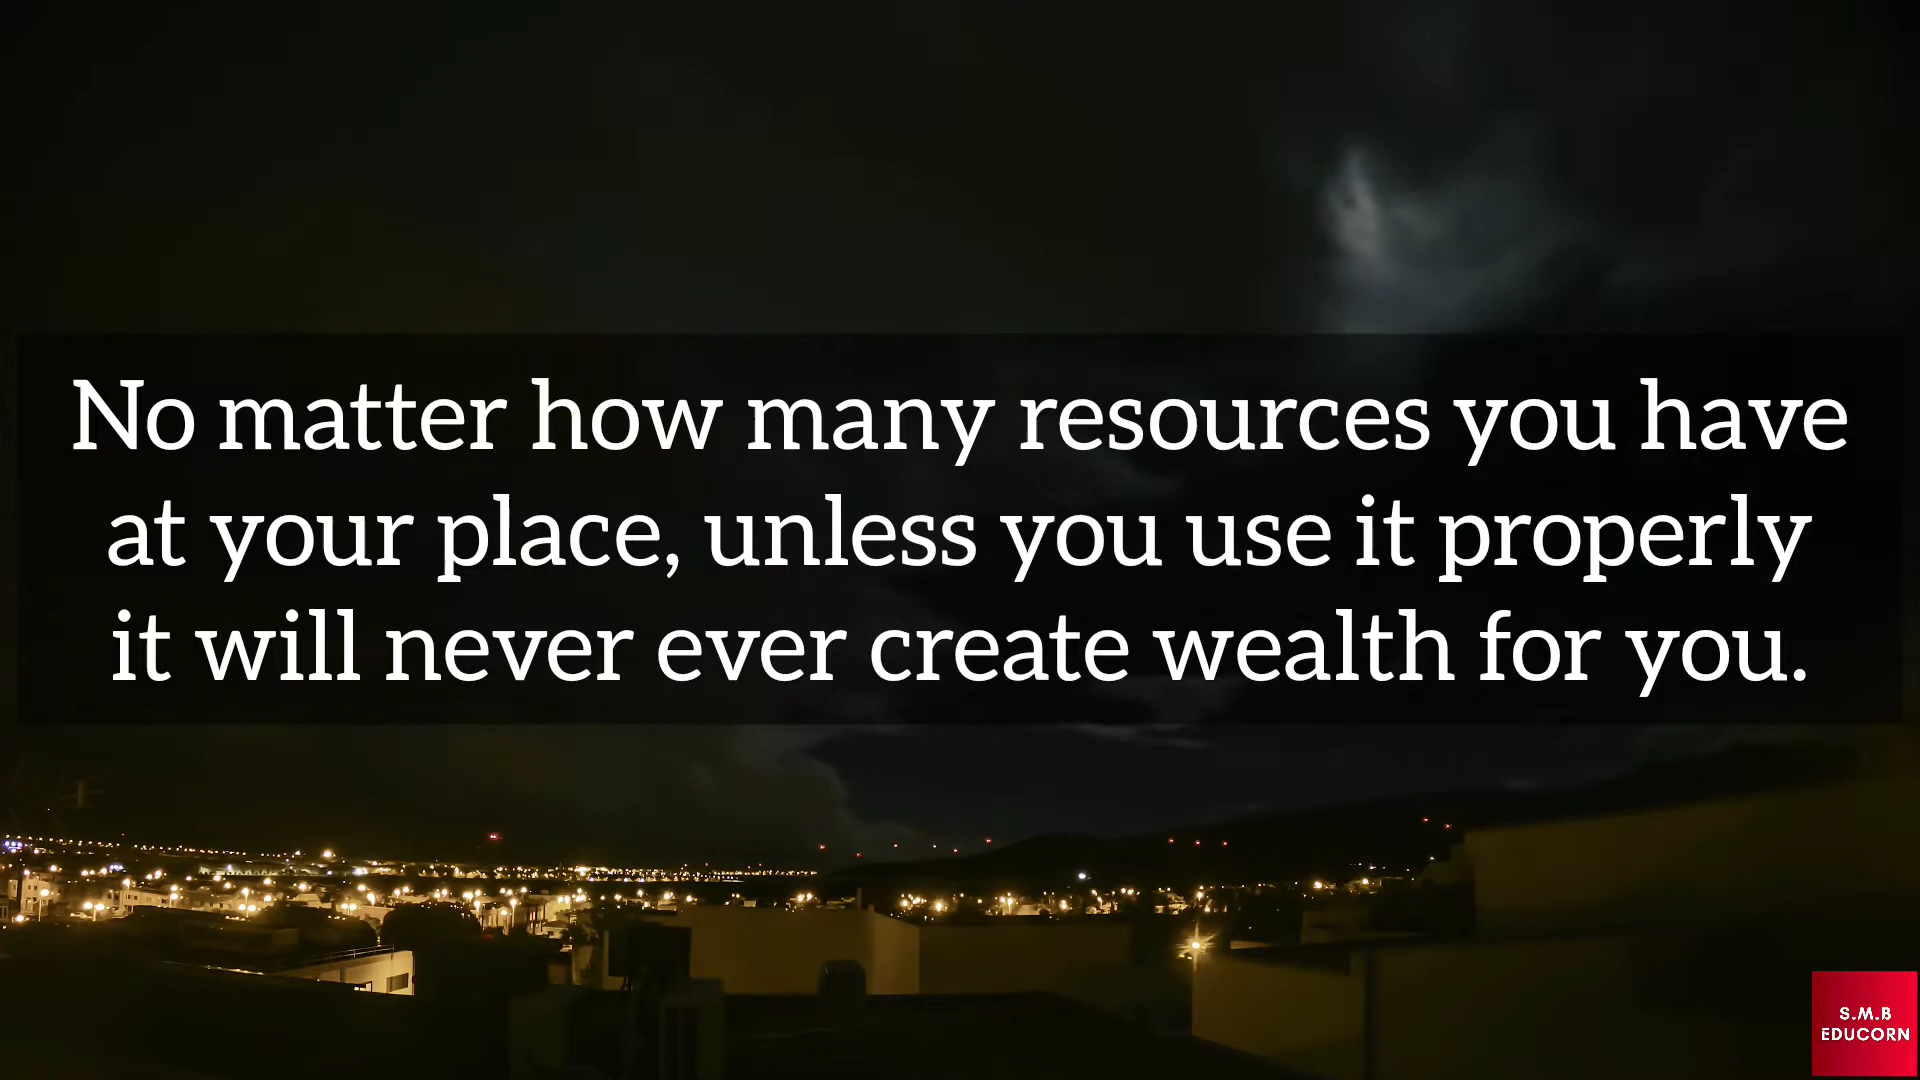 No matter how many resources you have
at your place, unless you use it properly
it will never ever create wealth for you.
S.M.B
EDUCORN